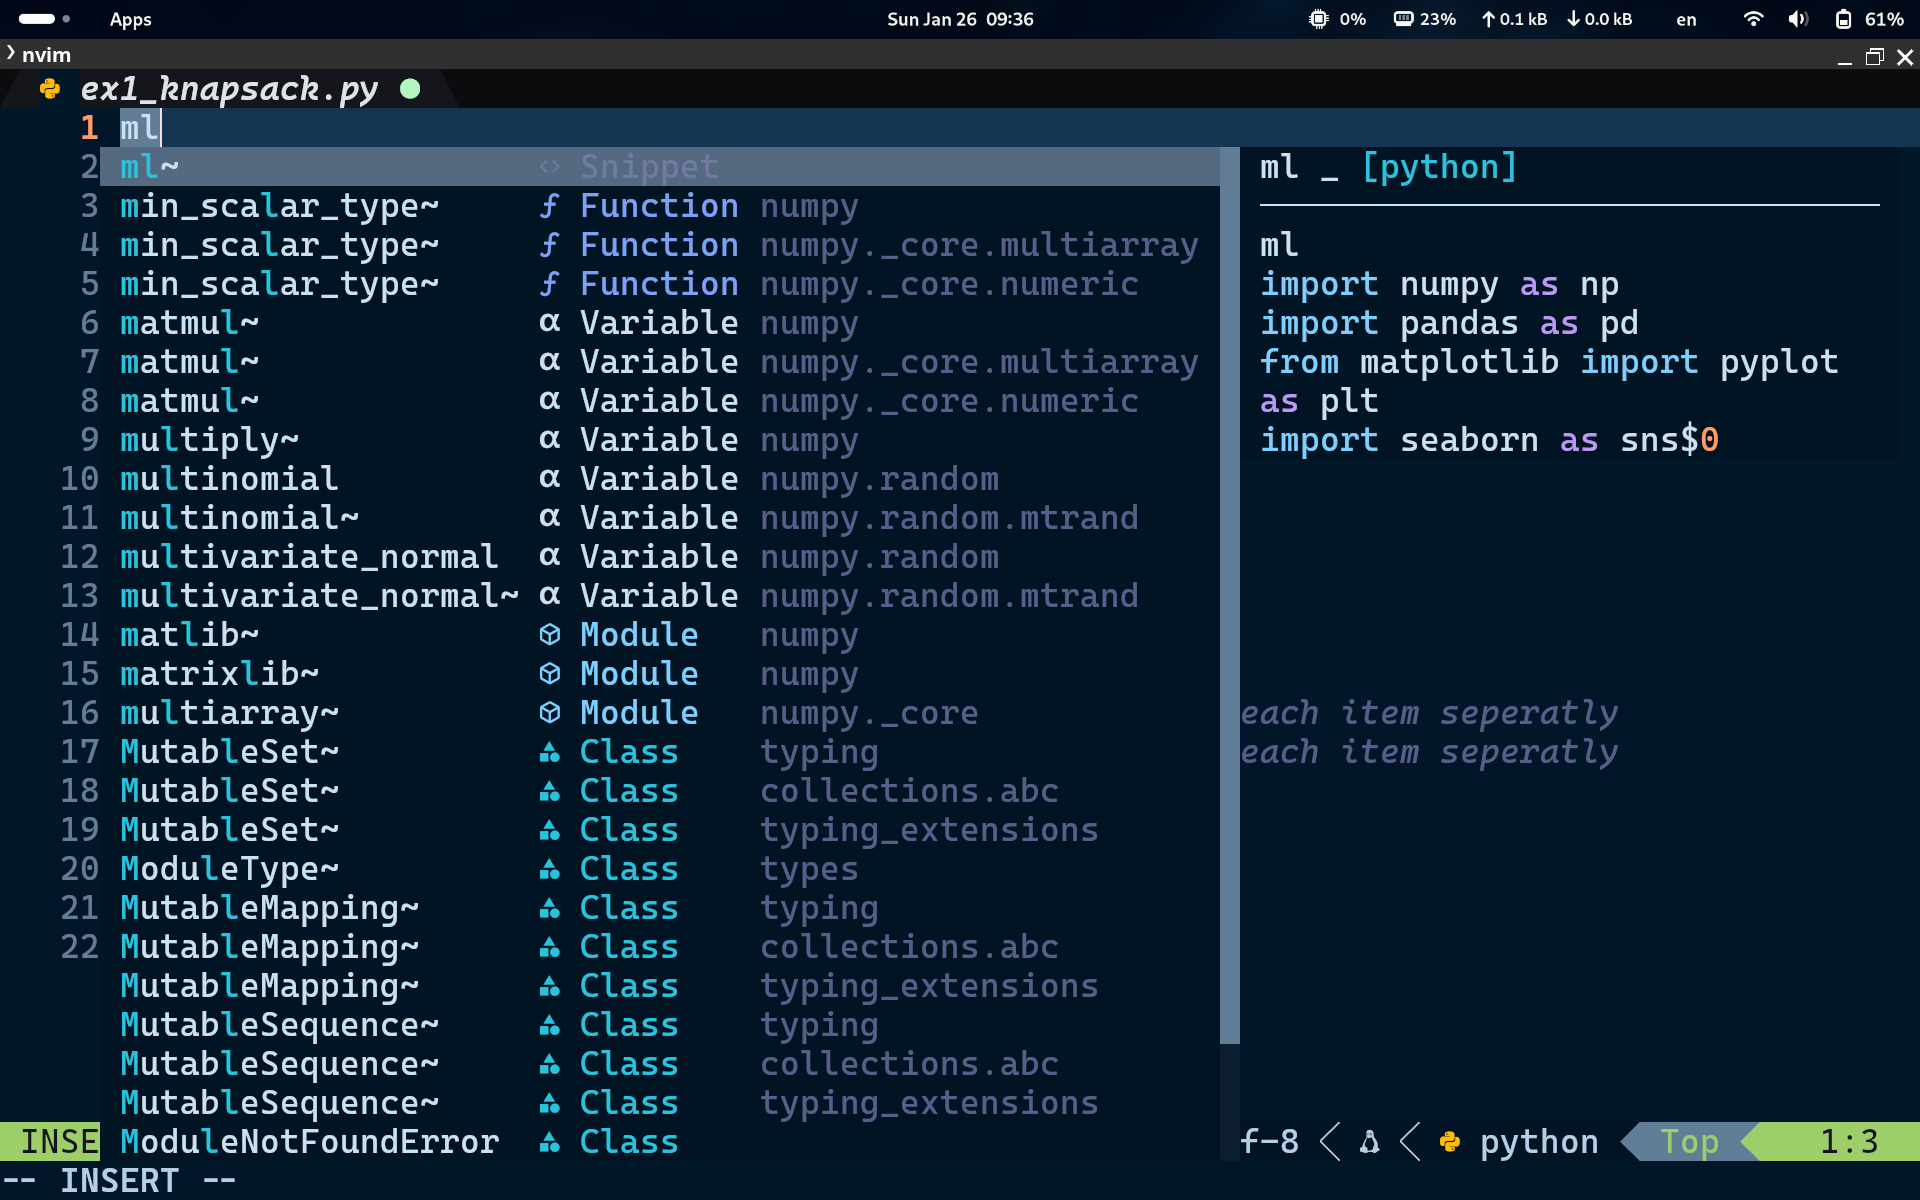 Apps Sun Jan 26 09:36 0% 23% ↑0.1 kB ↓0.0 kB en 61%
nvim
ex1_knapsack.py
1 ml
2 ml~ <> Snippet ml _ [python]
3 min_scalar_type~ ƒ Function numpy
4 min_scalar_type~ ƒ Function numpy._core.multiarray ml
5 min_scalar_type~ ƒ Function numpy._core.numeric import numpy as np
6 matmul~ α Variable numpy import pandas as pd
7 matmul~ α Variable numpy._core.multiarray from matplotlib import pyplot
8 matmul~ α Variable numpy._core.numeric as plt
9 multiply~ α Variable numpy import seaborn as sns$0
10 multinomial α Variable numpy.random
11 multinomial~ α Variable numpy.random.mtrand
12 multivariate_normal α Variable numpy.random
13 multivariate_normal~ α Variable numpy.random.mtrand
14 matlib~ Module numpy
15 matrixlib~ Module numpy
16 multiarray~ Module numpy._core each item seperatly
17 MutableSet~ Class typing each item seperatly
18 MutableSet~ Class collections.abc
19 MutableSet~ Class typing_extensions
20 ModuleType~ Class types
21 MutableMapping~ Class typing
22 MutableMapping~ Class collections.abc
MutableMapping~ Class typing_extensions
MutableSequence~ Class typing
MutableSequence~ Class collections.abc
MutableSequence~ Class typing_extensions
INSE ModuleNotFoundError Class f-8 python Top 1:3
-- INSERT --